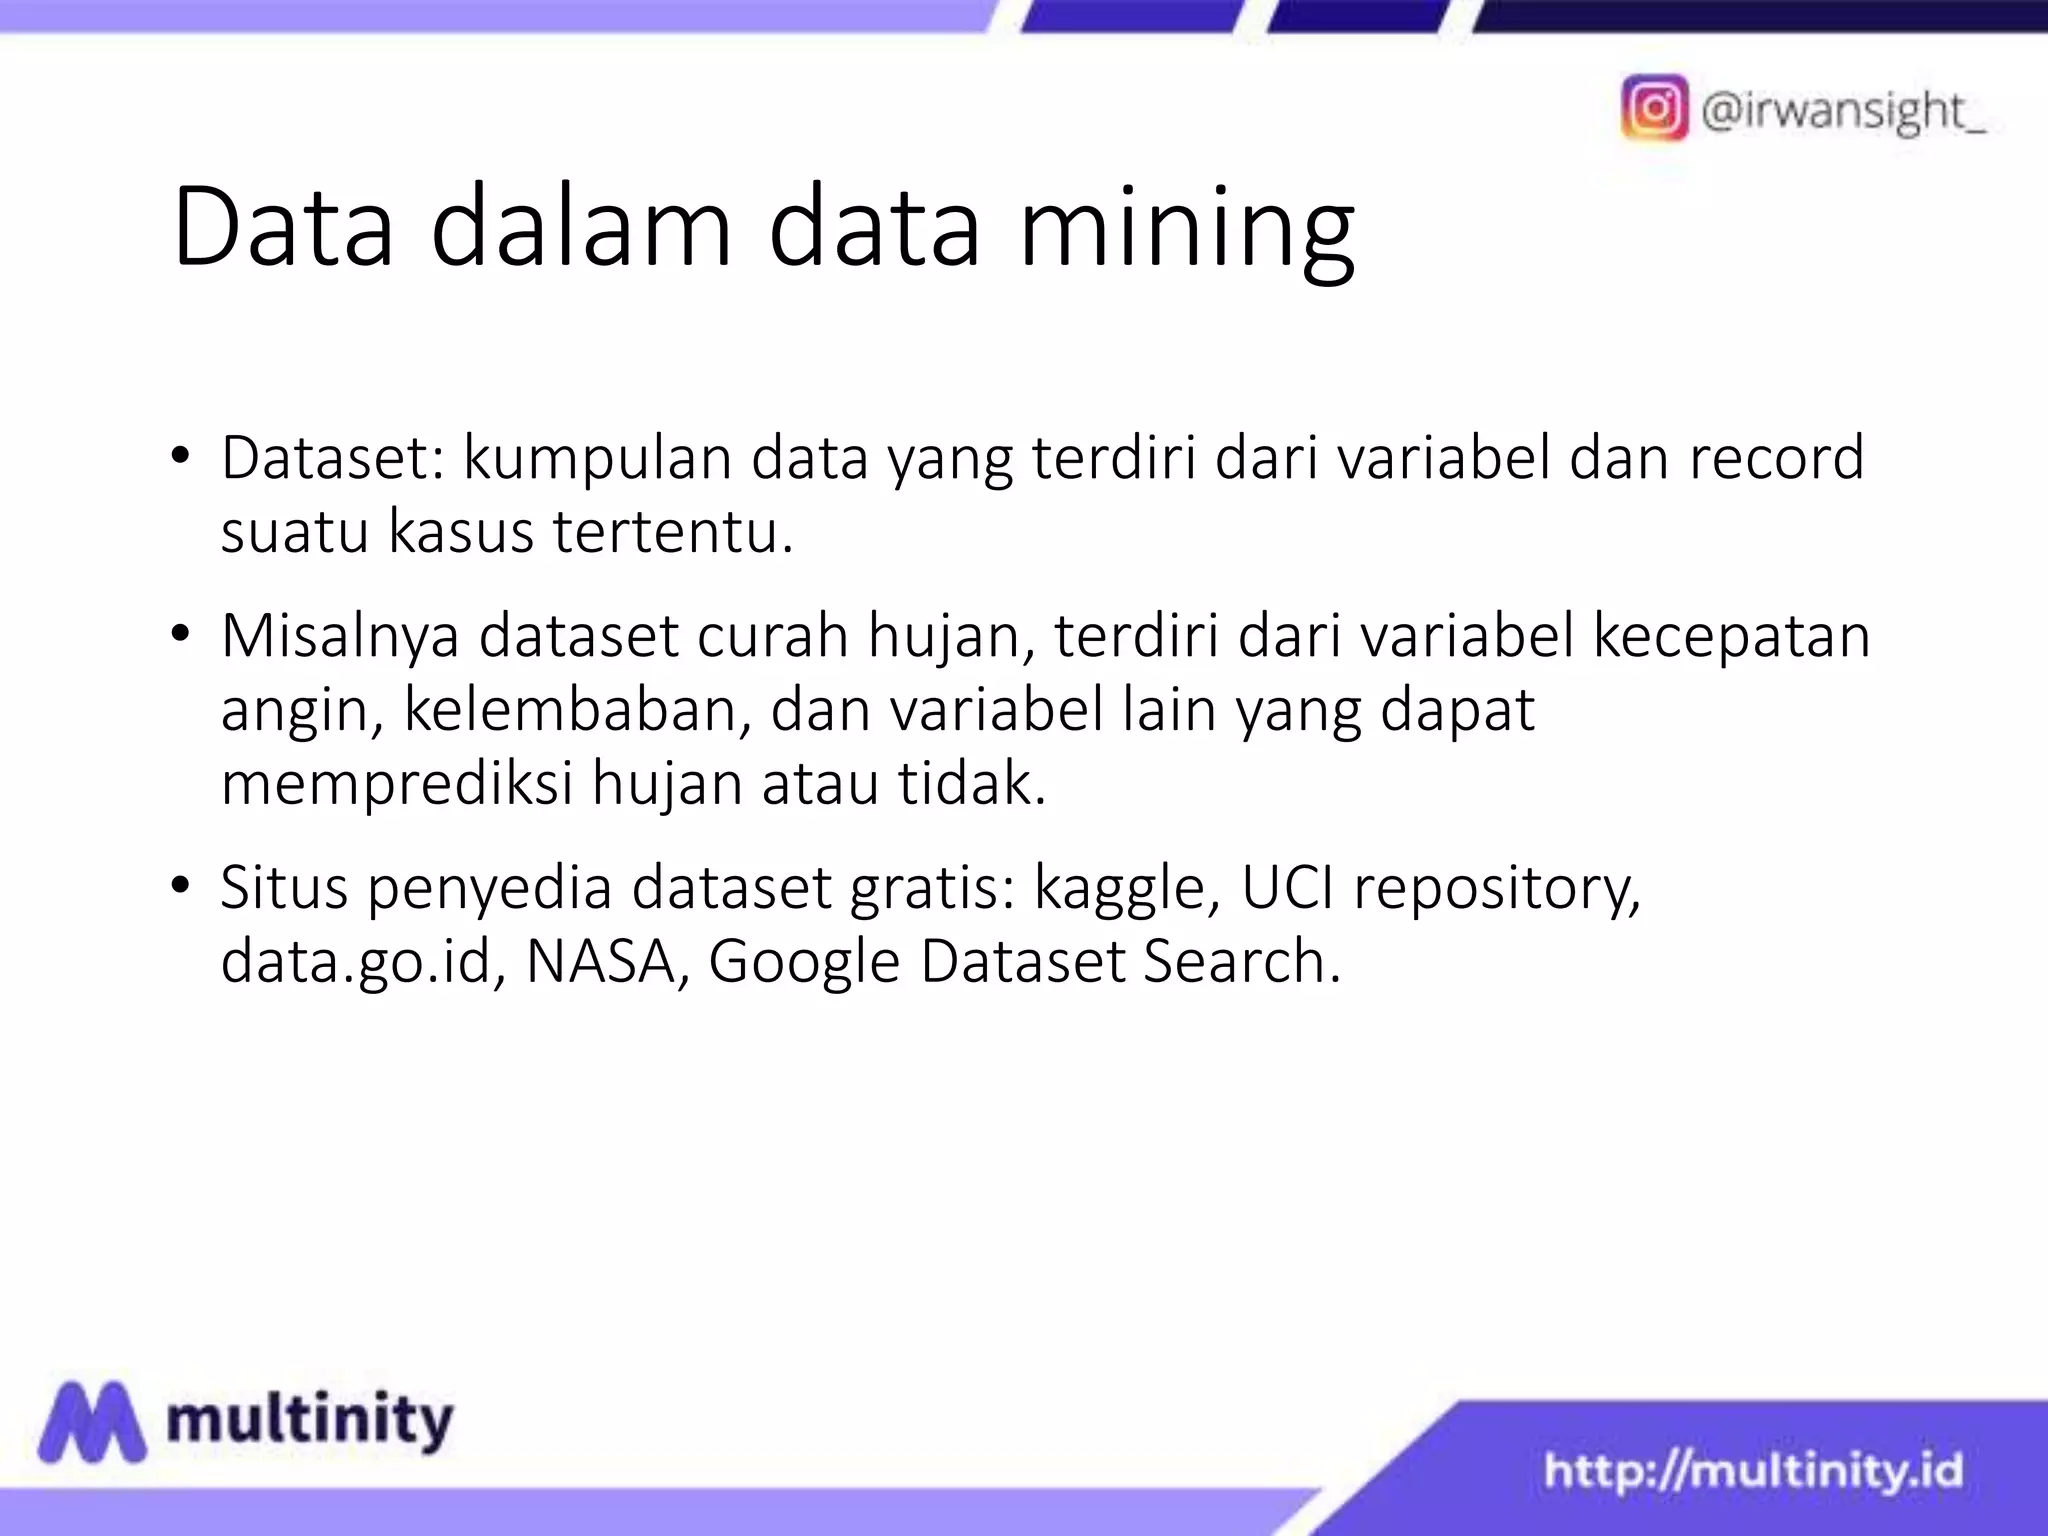 @irwansight_
Data dalam data mining
• Dataset: kumpulan data yang terdiri dari variabel dan record
suatu kasus tertentu.
• Misalnya dataset curah hujan, terdiri dari variabel kecepatan
angin, kelembaban, dan variabel lain yang dapat
memprediksi hujan atau tidak.
• Situs penyedia dataset gratis: kaggle, UCI repository,
data.go.id, NASA, Google Dataset Search.
multinity
http://multinity.id